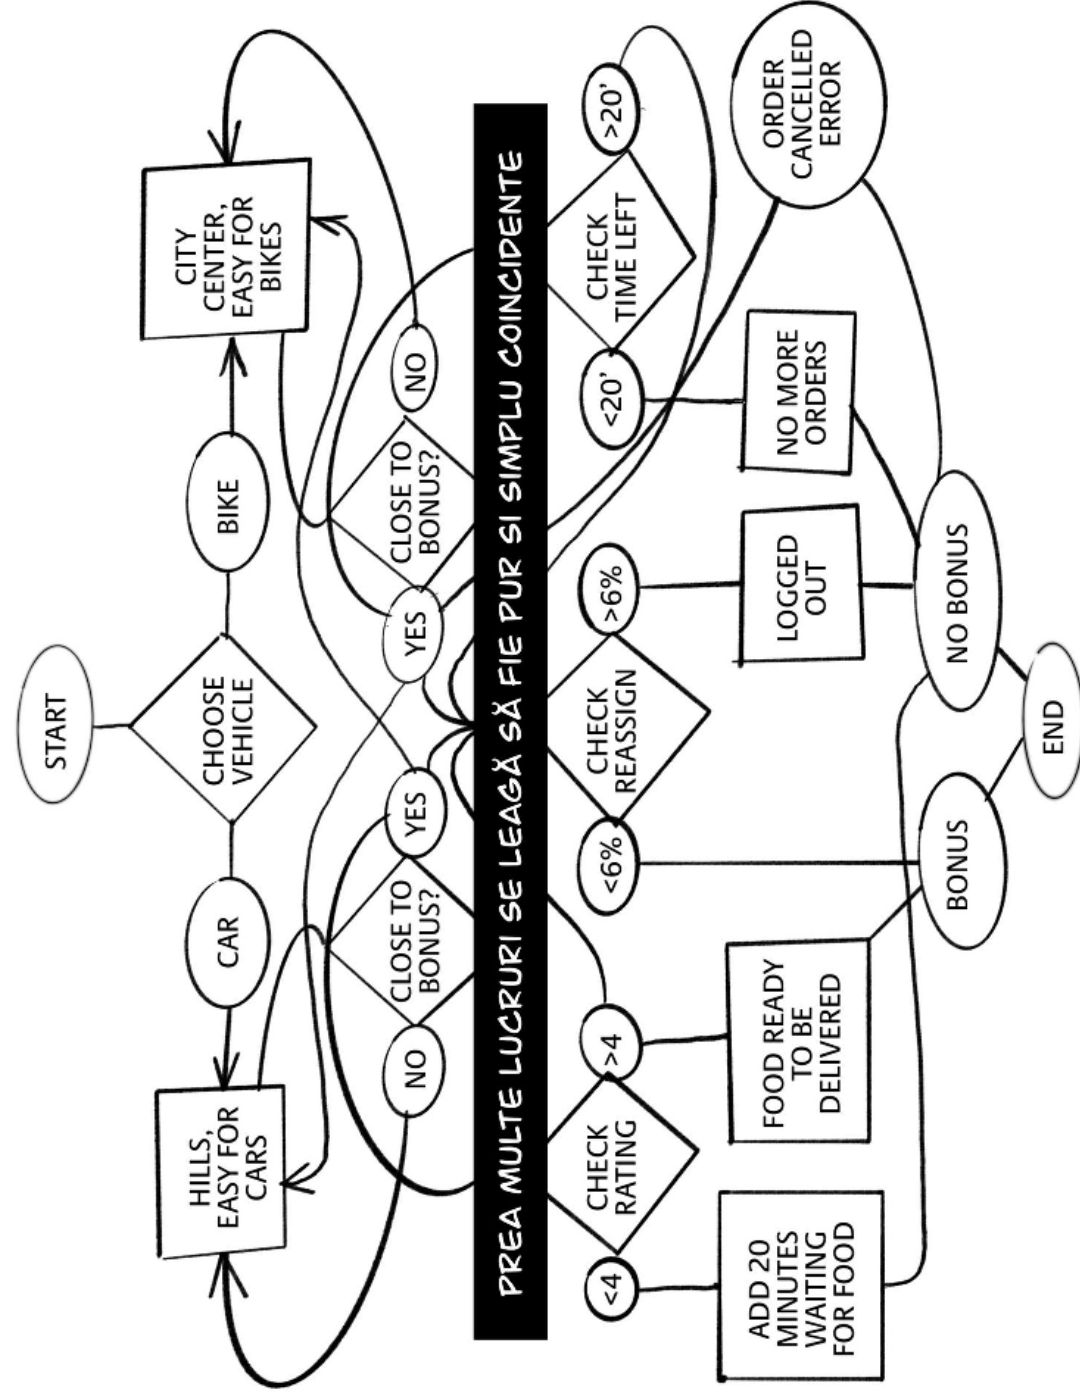 START
CHOOSE
VEHICLE
CAR
BIKE
HILLS,
EASY FOR
CARS
CITY
CENTER,
EASY FOR
BIKES
NO
CLOSE TO
BONUS?
YES
YES
CLOSE TO
BONUS?
NO
PREA MULTE LUCRURI SE LEAGĂ SĂ FIE PUR SI SIMPLU COINCIDENTE
<4
CHECK
RATING
>4
<6%
CHECK
REASSIGN
>6%
<20'
CHECK
TIME LEFT
>20'
ADD 20
MINUTES
WAITING
FOR FOOD
FOOD READY
TO BE
DELIVERED
LOGGED
OUT
NO MORE
ORDERS
ORDER
CANCELLED
ERROR
BONUS
NO BONUS
END